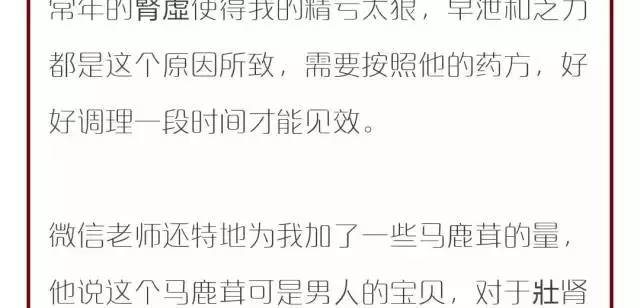 常年的腎虛使得我的精亏太狠，早泄和乏力
都是这个原因所致，需要按照他的药方，好
好调理一段时间才能见效。
微信老师还特地为我加了一些马鹿茸的量，
他说这个马鹿茸可是男人的宝贝，对于壯肾